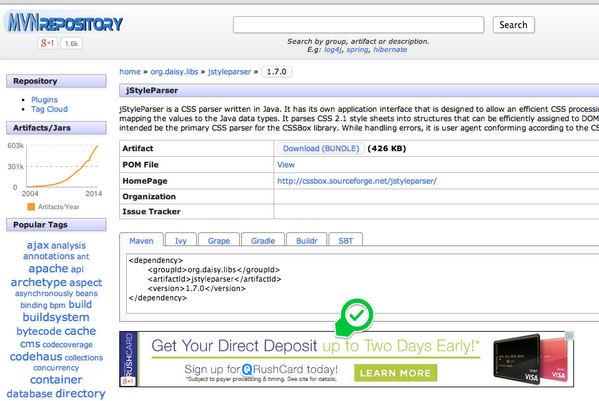 MVNREPOSITORY
g+1 1.6k
Search
Search by group, artifact or description.
E.g: log4j, spring, hibernate
Repository
Plugins
Tag Cloud
Artifacts/Jars
603k
301k
0
2004 2014
Artifacts/Year
Popular Tags
ajax analysis
annotations ant
apache api
archetype aspect
asynchronously beans
binding bpm build
buildsystem
bytecode cache
cms codecoverage
codehaus collections
concurrency
container
database directory
home » org.daisy.libs » jstyleparser » 1.7.0
jStyleParser
jStyleParser is a CSS parser written in Java. It has its own application interface that is designed to allow an efficient CSS processin
mapping the values to the Java data types. It parses CSS 2.1 style sheets into structures that can be efficiently assigned to DOM
intended be the primary CSS parser for the CSSBox library. While handling errors, it is user agent conforming according to the CS
Artifact Download (BUNDLE) (426 KB)
POM File View
HomePage http://cssbox.sourceforge.net/jstyleparser/
Organization
Issue Tracker
Maven Ivy Grape Gradle Buildr SBT
<dependency>
<groupId>org.daisy.libs</groupId>
<artifactId>jstyleparser</artifactId>
<version>1.7.0</version>
</dependency>
RUSHCARD
g+1
Get Your Direct Deposit up to Two Days Early!*
Sign up for RushCard today!
*Subject to payer processing & timing. See site for details.
LEARN MORE
VISA
VISA